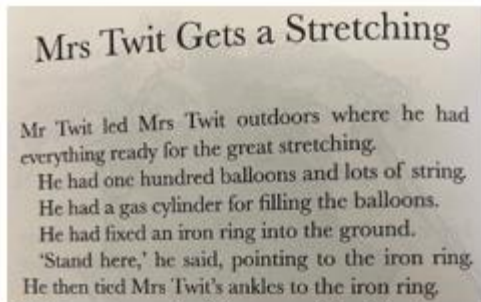 Mrs Twit Gets a Stretching
Mr Twit led Mrs Twit outdoors where he had
everything ready for the great stretching.
He had one hundred balloons and lots of string.
He had a gas cylinder for filling the balloons.
He had fixed an iron ring into the ground.
‘Stand here,’ he said, pointing to the iron ring.
He then tied Mrs Twit’s ankles to the iron ring.